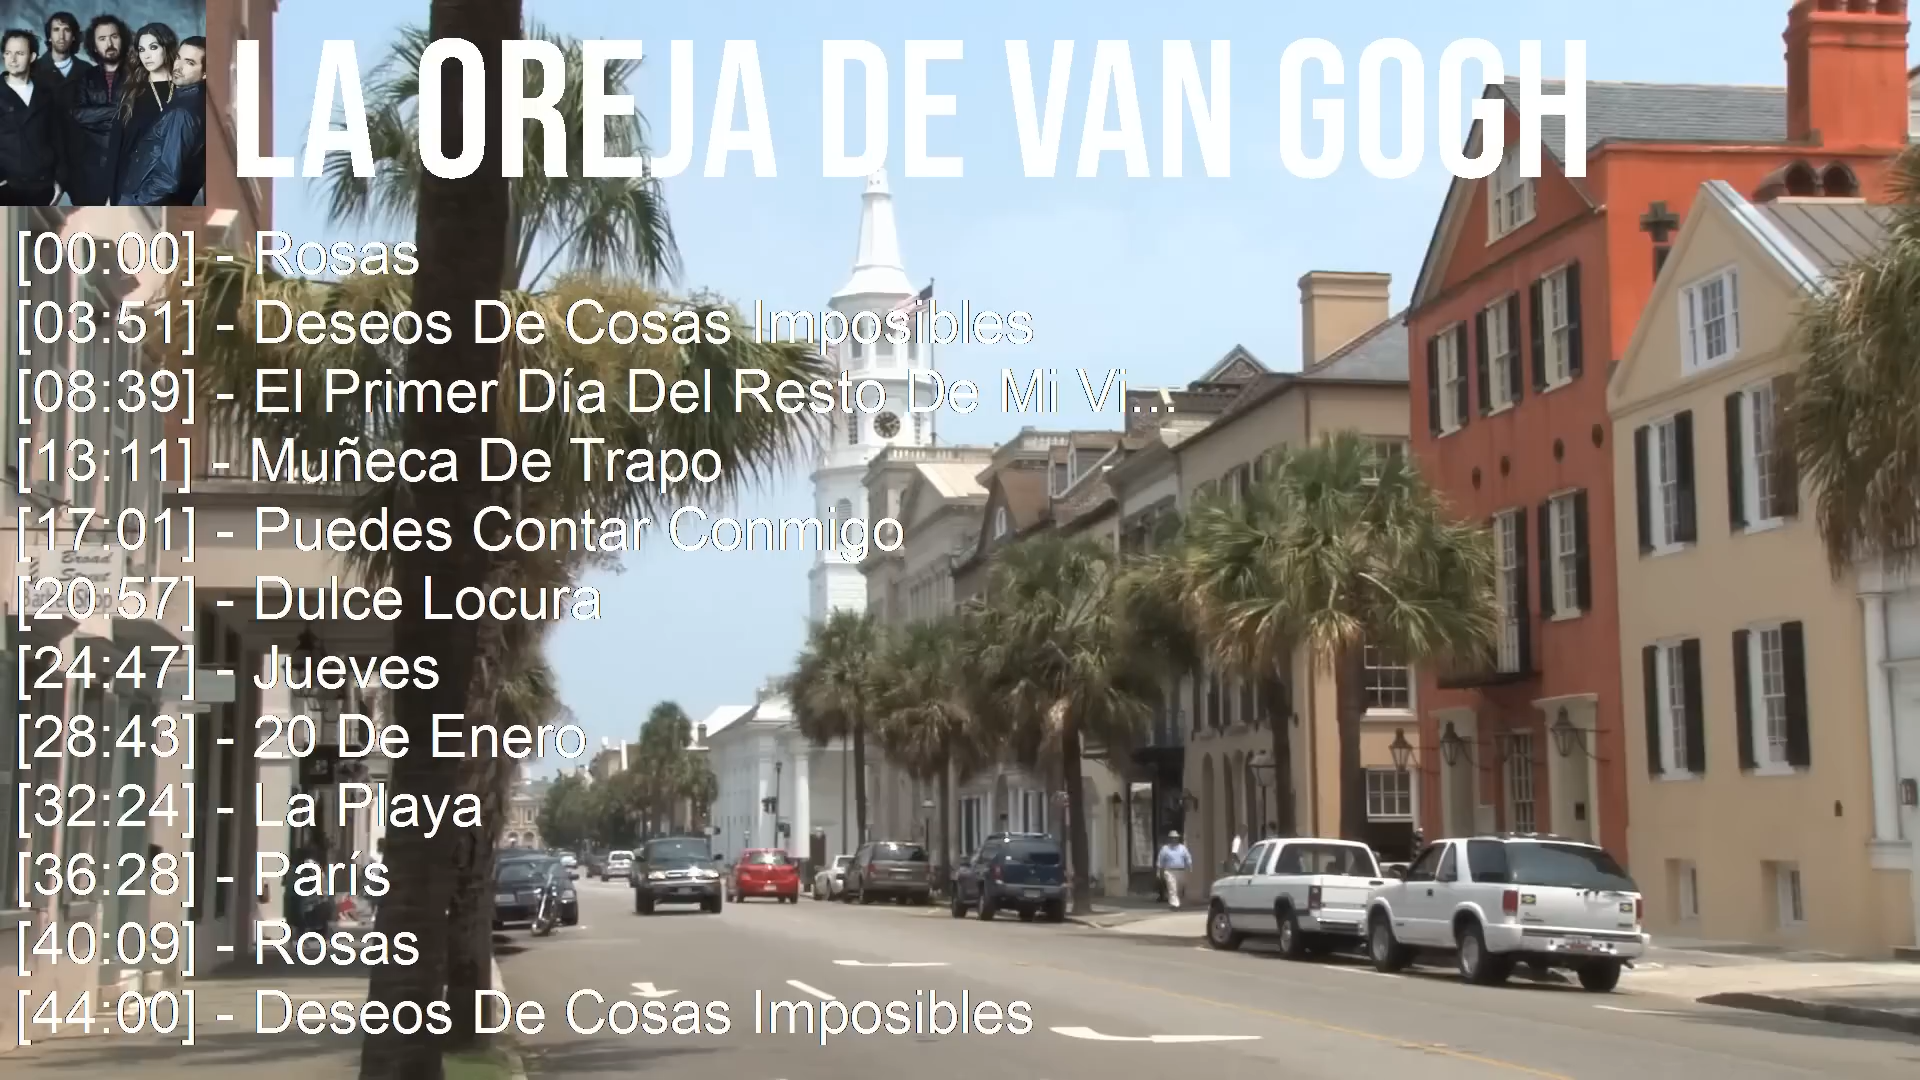 LA OREJA DE VAN GOGH
[00:00] - Rosas
[03:51] - Deseos De Cosas Imposibles
[08:39] - El Primer Día Del Resto De Mi Vi...
[13:11] - Muñeca De Trapo
[17:01] - Puedes Contar Conmigo
[20:57] - Dulce Locura
[24:47] - Jueves
[28:43] - 20 De Enero
[32:24] - La Playa
[36:28] - París
[40:09] - Rosas
[44:00] - Deseos De Cosas Imposibles
Broad
Street